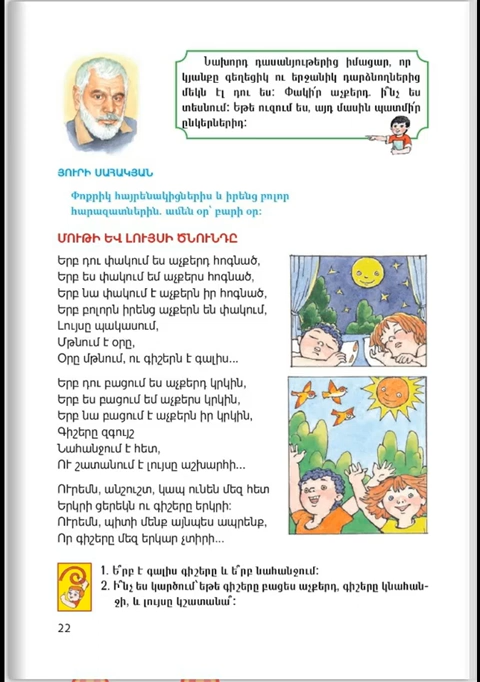 Նախորդ դասանյութերից իմացար, որ
կյանքը գեղեցիկ ու երջանիկ դարձնողներից
մեկն էլ դու ես։ Փակի՛ր աչքերդ. ի՞նչ ես
տեսնում։ Եթե ուզում ես, այդ մասին պատմի՛ր
ընկերներիդ։
ՅՈՒՐԻ ՍԱՀԱԿՅԱՆ
Փոքրիկ հայրենակիցներիս և իրենց բոլոր
հարազատներին. ամեն օր՝ բարի օր։
ՄՈՒԹԻ ԵՎ ԼՈՒՅՍԻ ԾՆՈՒՆԴԸ
Երբ դու փակում ես աչքերդ հոգնած,
Երբ ես փակում եմ աչքերս հոգնած,
Երբ նա փակում է աչքերն իր հոգնած,
Երբ բոլորն իրենց աչքերն են փակում,
Լույսը պակասում,
Մթնում է օրը,
Օրը մթնում, ու գիշերն է գալիս...
Երբ դու բացում ես աչքերդ կրկին,
Երբ ես բացում եմ աչքերս կրկին,
Երբ նա բացում է աչքերն իր կրկին,
Գիշերը զգույշ
Նահանջում է հետ,
ՈՒ շատանում է լույսը աշխարհի...
ՈՒրեմն, անշուշտ, կապ ունեն մեզ հետ
Երկրի ցերեկն ու գիշերը երկրի։
ՈՒրեմն, պիտի մենք այնպես ապրենք,
Որ գիշերը մեզ երկար չտիրի...
1. Ե՞րբ է գալիս գիշերը և ե՞րբ նահանջում։
2. Ի՞նչ ես կարծում՝ եթե գիշերը բացես աչքերդ, գիշերը կնահան-
ջի, և լույսը կշատանա՞։
22